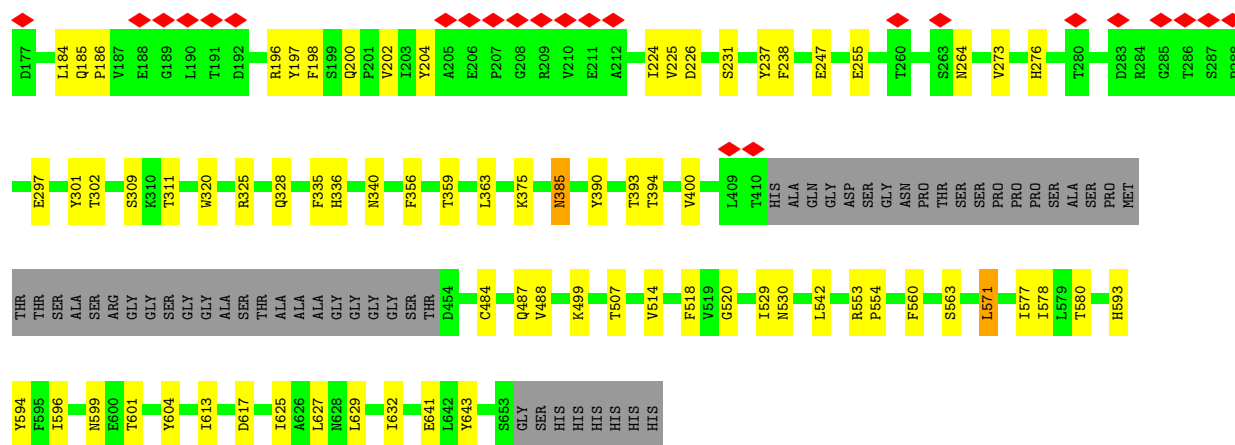 D177 L184 Q185 P186 V187 E188 G189 L190 T191 D192 R196 Y197 F198 S199 Q200 P201 V202 I203 Y204 A205 E206 P207 G208 R209 V210 E211 A212 I224 V225 D226 S231 Y237 F238 E247 E255 T260 S263 N264 V273 H276 T280 D283 R284 G285 T286 S287
E297 Y301 T302 S309 K310 T311 W320 R325 Q328 F335 H336 N340 F356 T359 L363 K375 N385 Y390 T393 T394 V400 L409 T410 HIS ALA GLN GLY ASP SER GLY ASN PRO THR SER SER PRO PRO PRO SER ALA SER PRO MET
THR THR SER ALA SER ARG GLY GLY SER GLY GLY ALA SER THR ALA ALA ALA GLY GLY GLY GLY SER THR D454 C484 Q487 V488 K499 T507 V514 F518 V519 G520 I529 N530 L542 R553 P554 F560 S563 L571 I577 I578 L579 T580 H593
Y594 F595 I596 N599 E600 T601 Y604 I613 D617 I625 A626 L627 N628 L629 I632 E641 L642 Y643 S653 GLY SER HIS HIS HIS HIS HIS HIS